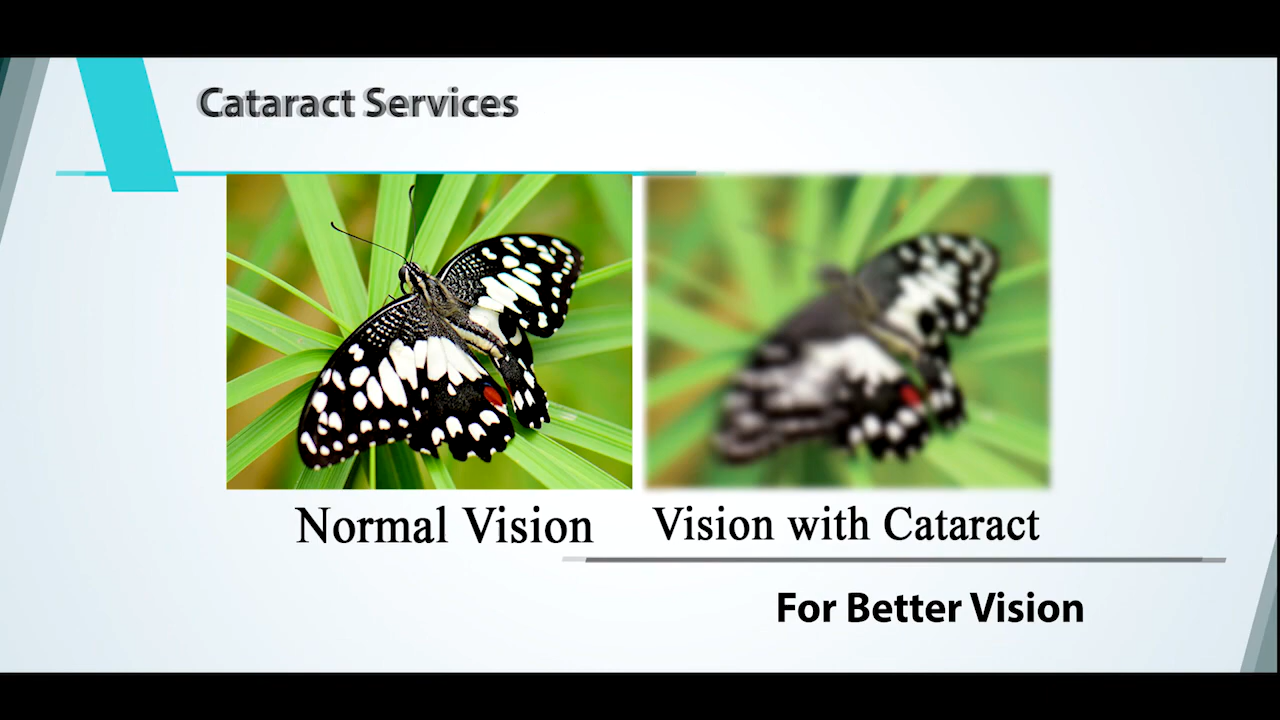 Cataract Services
Normal Vision
Vision with Cataract
For Better Vision